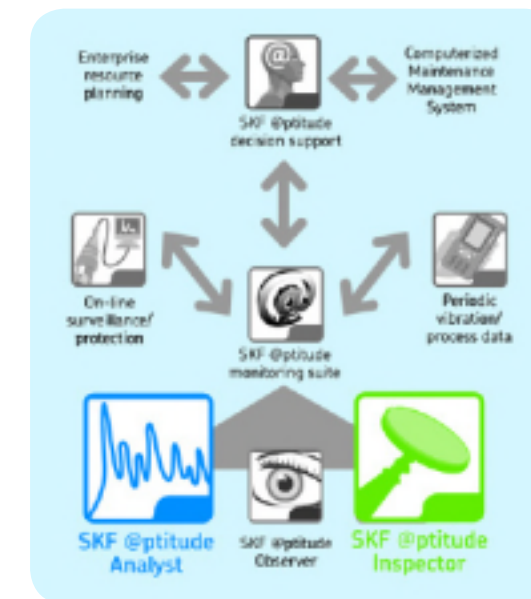 Enterprise
resource
planning
Computerized
Maintenance
Management
System
SKF @ptitude
decision support
On-line
surveillance/
protection
Periodic
vibration/
process data
SKF @ptitude
monitoring suite
SKF @ptitude
Analyst
SKF @ptitude
Observer
SKF @ptitude
Inspector